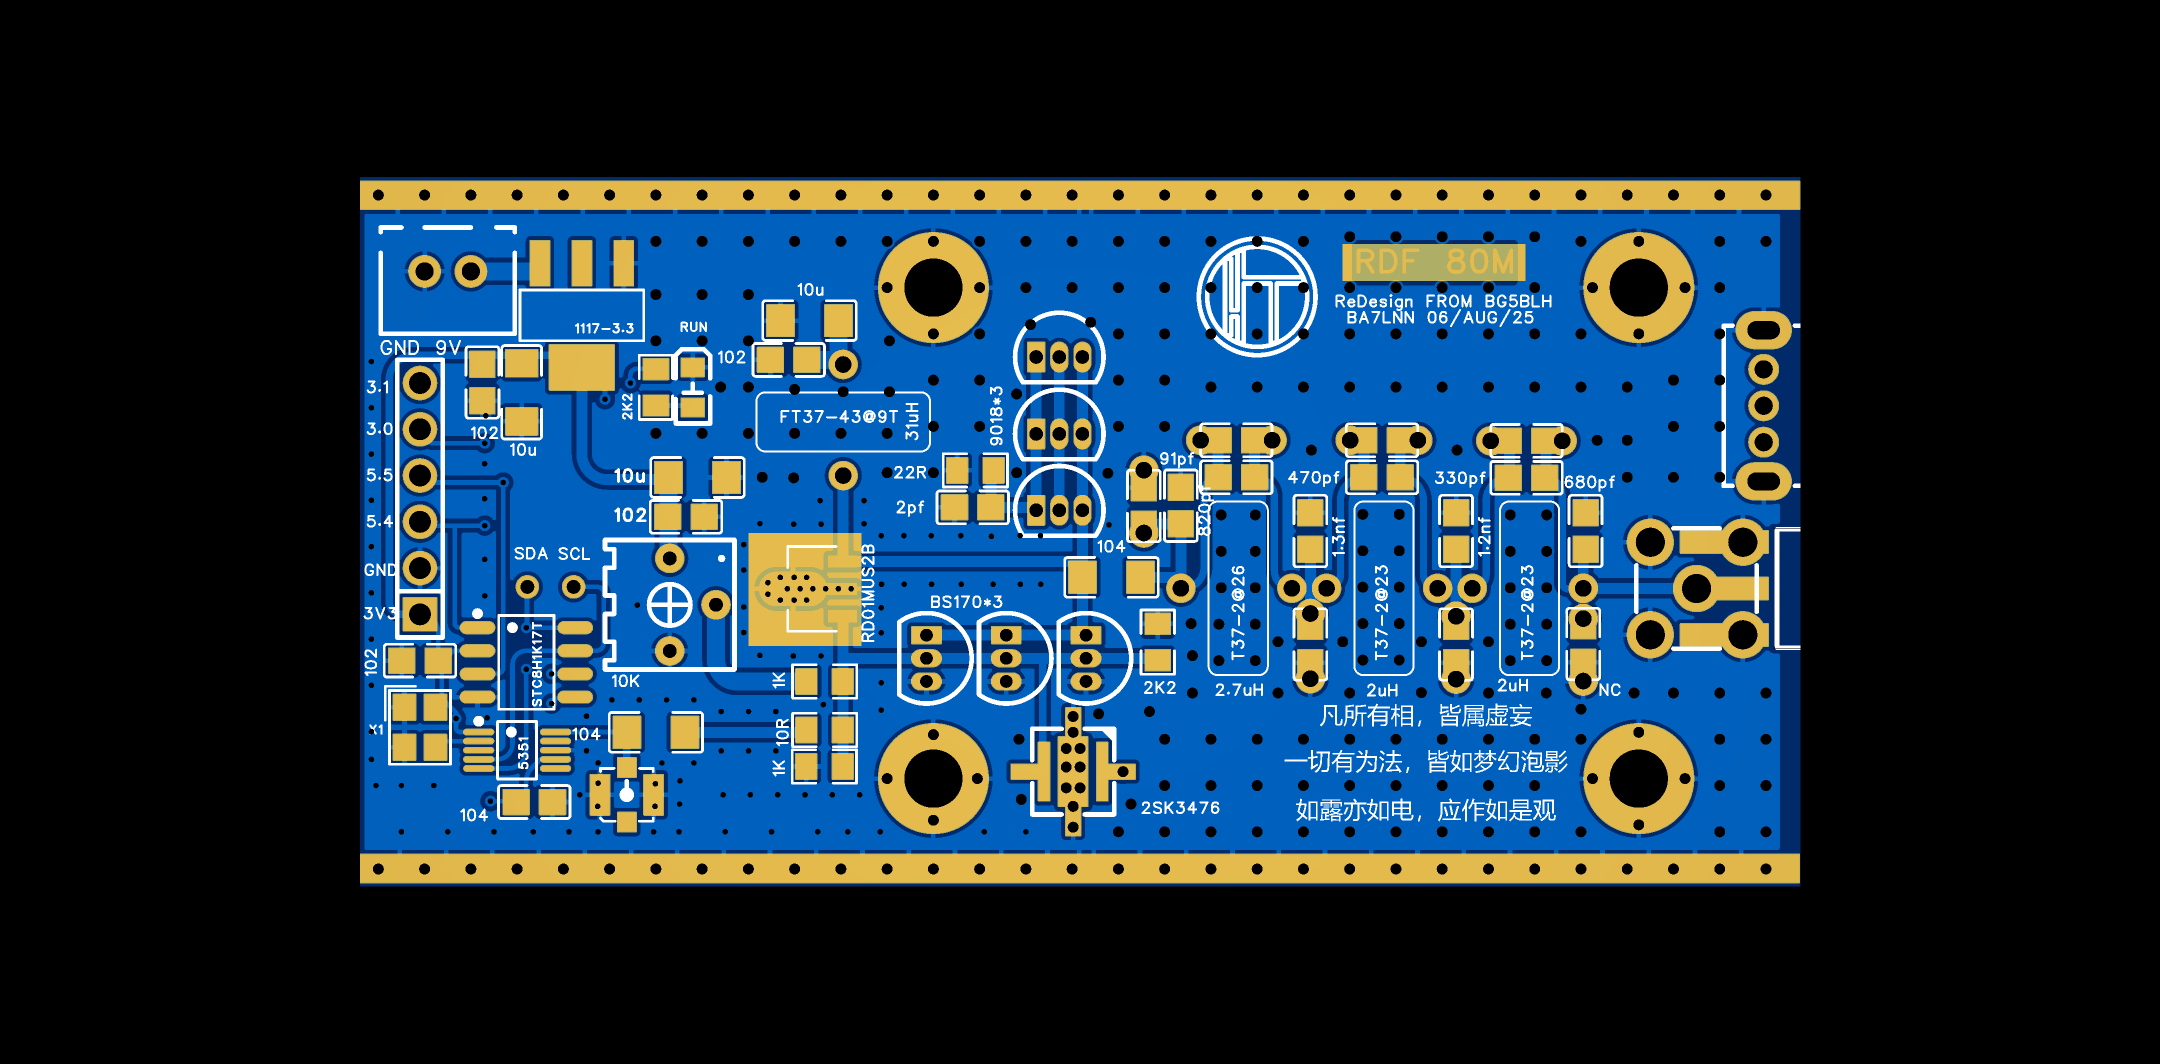 RDF 80M
ReDesign FROM BG5BLH
BA7LNN 06/AUG/25
10u
1117-3.3
RUN
GND 9V
102
2K2
3.1
3.0
102
10u
FT37-43@9T
31uH
9018*3
5.5
10u
22R
91pf
470pf
330pf
680pf
5.4
102
2pf
820pf
1.3nf
1.2nf
104
SDA SCL
GND
3V3
RD01MUS2B
BS170*3
T37-2@26
T37-2@23
T37-2@23
STC8H1K17T
102
10K
1K
2K2
2.7uH
2uH
2uH
NC
5351
104
10R
1K
104
2SK3476
凡所有相，皆属虚妄
一切有为法，皆如梦幻泡影
如露亦如电，应作如是观